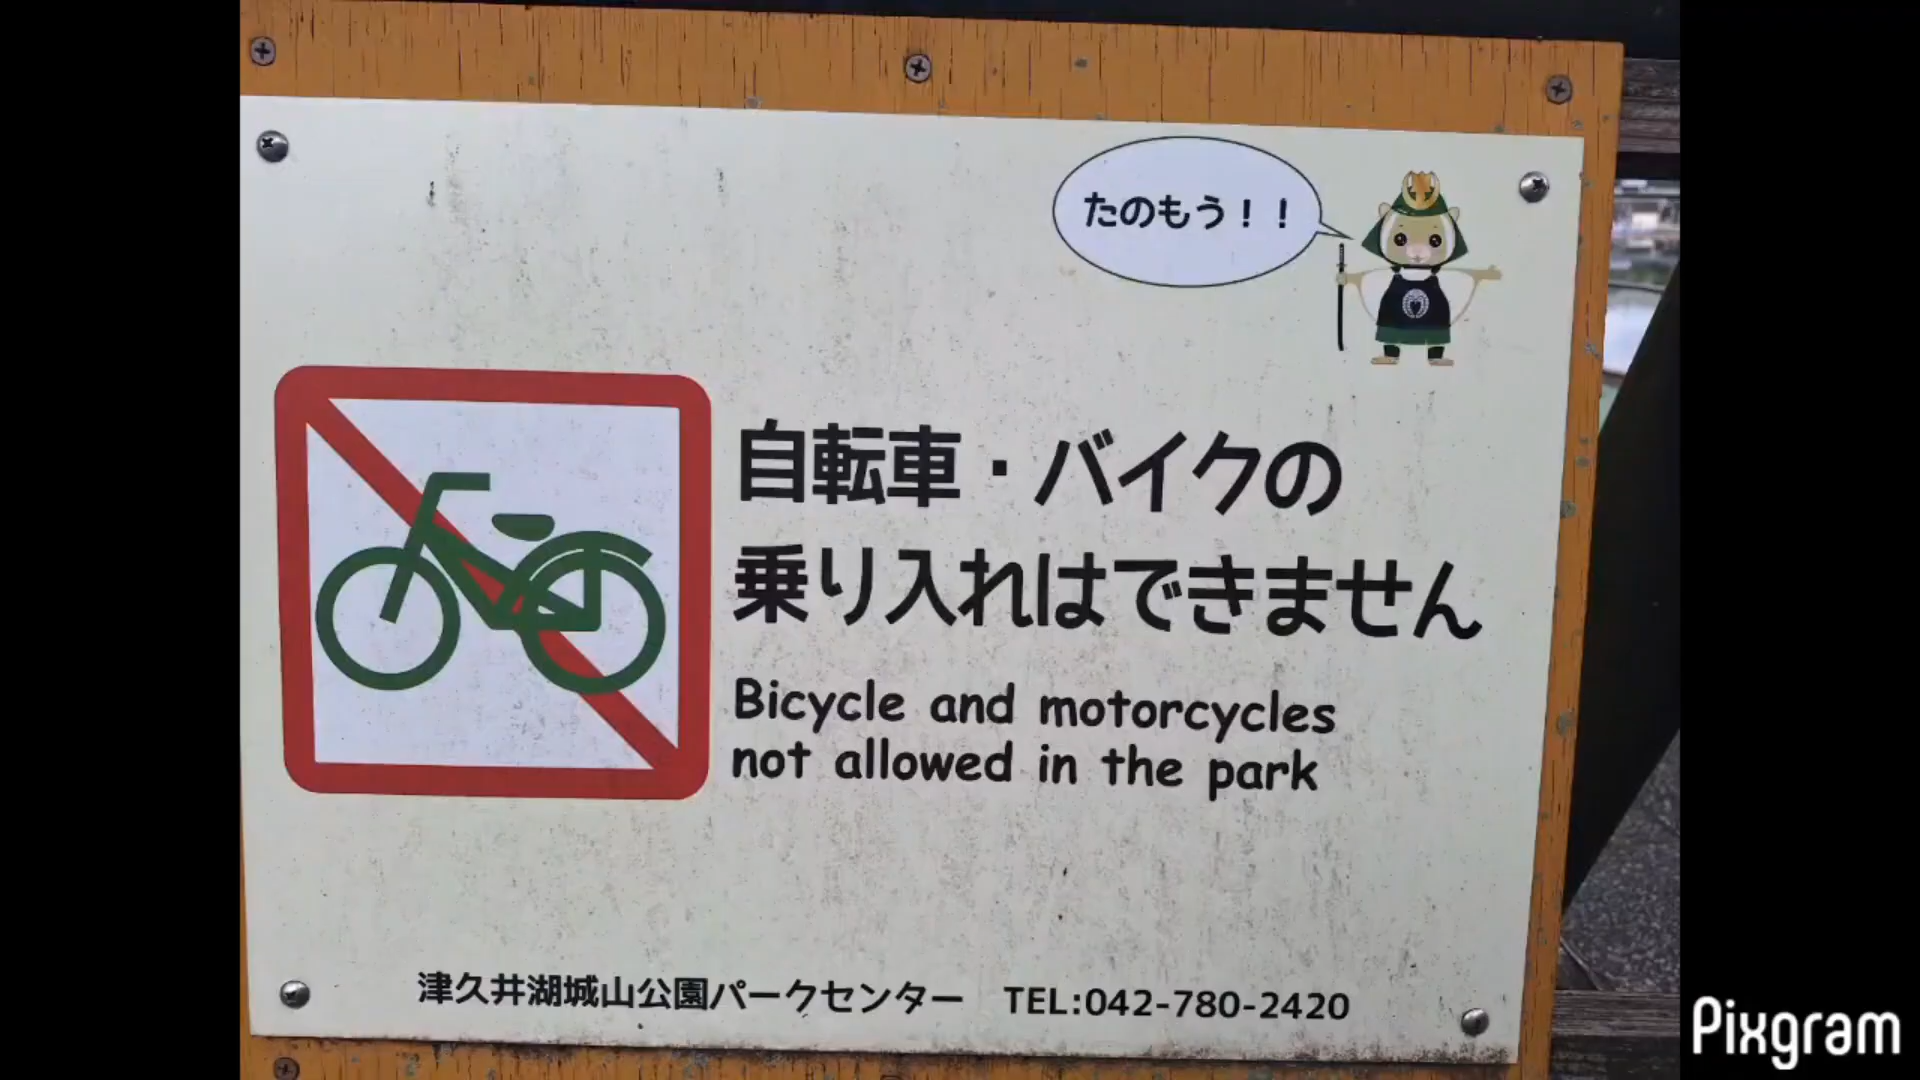 たのもう！！
自転車・バイクの
乗り入れはできません
Bicycle and motorcycles
not allowed in the park
津久井湖城山公園パークセンター　TEL:042-780-2420
Pixgram